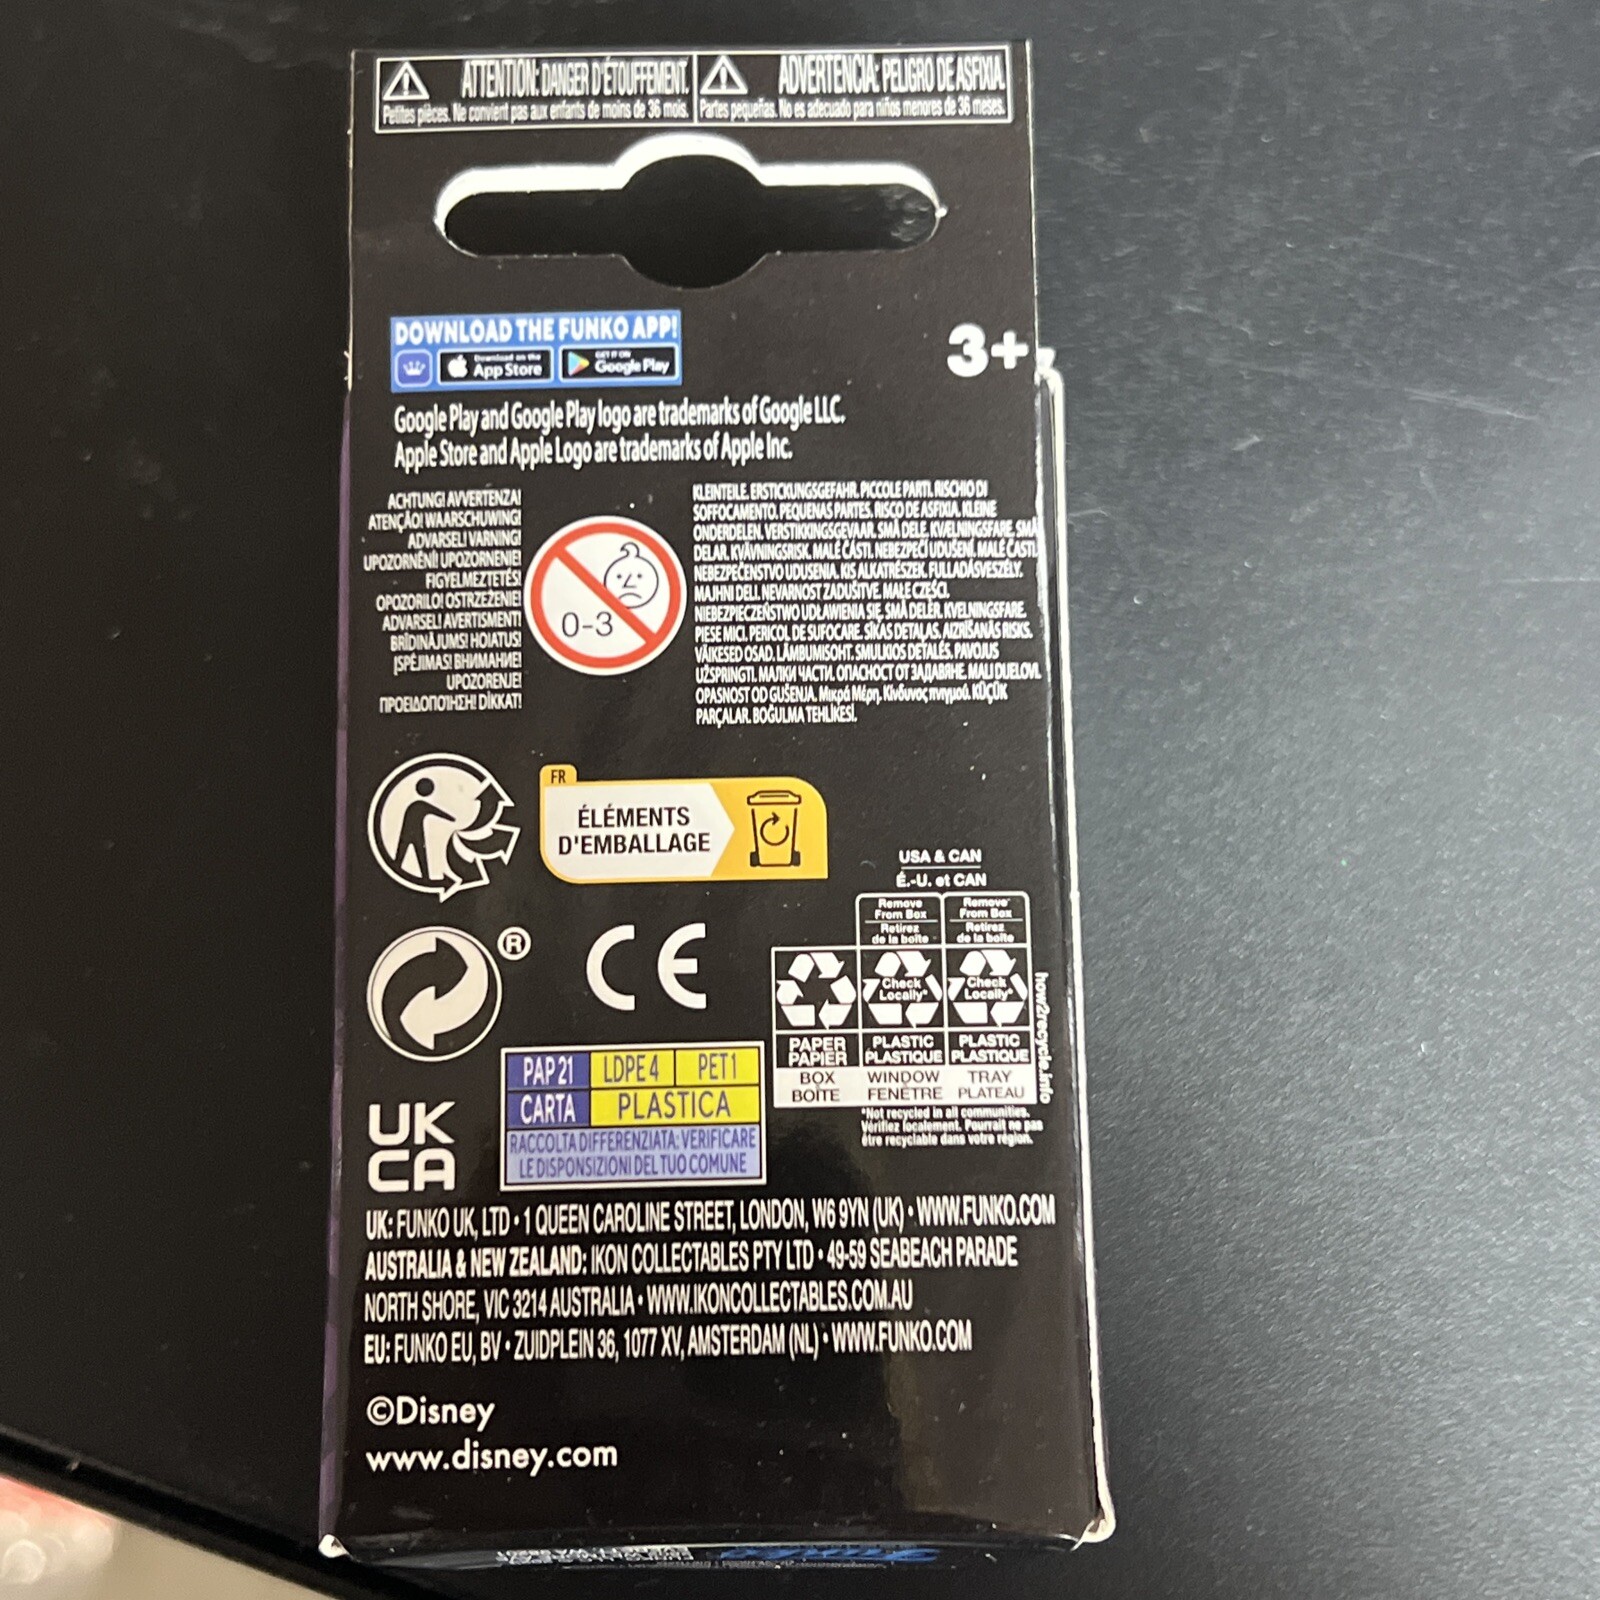 ATTENTION: DANGER D'ÉTOUFFEMENT.
Petites pièces. Ne convient pas aux enfants de moins de 36 mois.
ADVERTENCIA: PELIGRO DE ASFIXIA.
Partes pequeñas. No es adecuado para niños menores de 36 meses.
DOWNLOAD THE FUNKO APP!
Download on the
App Store
GET IT ON
Google Play
3+
Google Play and Google Play logo are trademarks of Google LLC.
Apple Store and Apple Logo are trademarks of Apple Inc.
ACHTUNG! AVVERTENZA!
ATENÇÃO! WAARSCHUWING!
ADVARSEL! VARNING!
UPOZORNĚNÍ! UPOZORNENIE!
FIGYELMEZTETÉS!
OPOZORILO! OSTRZEŻENIE!
ADVARSEL! AVERTISMENT!
BRĪDINĀJUMS! HOIATUS!
ĮSPĖJIMAS! ВНИМАНИЕ!
UPOZORENJE!
ΠΡΟΕΙΔΟΠΟΊΗΣΗ! DİKKAT!
0-3
KLEINTEILE. ERSTICKUNGSGEFAHR. PICCOLE PARTI. RISCHIO DI
SOFFOCAMENTO. PEQUENAS PARTES. RISCO DE ASFIXIA. KLEINE
ONDERDELEN. VERSTIKKINGSGEVAAR. SMÅ DELE. KVÆLNINGSFARE. SMÅ
DELAR. KVÄVNINGSRISK. MALÉ ČÁSTI. NEBEZPEČÍ UDUŠENÍ. MALÉ ČASTI.
NEBEZPEČENSTVO UDUSENIA. KIS ALKATRÉSZEK. FULLADÁSVESZÉLY.
MAJHNI DELI. NEVARNOST ZADUŠITVE. MAŁE CZĘŚCI.
NIEBEZPIECZEŃSTWO UDŁAWIENIA SIĘ. SMÅ DELER. KVELNINGSFARE.
PIESE MICI. PERICOL DE SUFOCARE. SĪKAS DETAĻAS. AIZRĪŠANĀS RISKS.
VÄIKESED OSAD. LÄMBUMISOHT. SMULKIOS DETALĖS. PAVOJUS
UŽSPRINGTI. МАЛКИ ЧАСТИ. ОПАСНОСТ ОТ ЗАДАВЯНЕ. MALI DIJELOVI.
OPASNOST OD GUŠENJA. Μικρά Μέρη. Κίνδυνος πνιγμού. KÜÇÜK
PARÇALAR. BOĞULMA TEHLİKESİ.
FR
ÉLÉMENTS
D'EMBALLAGE
USA & CAN
É.-U. et CAN
Remove From Box
Retirez de la boîte
Remove From Box
Retirez de la boîte
Check Locally*
Check Locally*
PAPER PAPIER
PLASTIC PLASTIQUE
PLASTIC PLASTIQUE
BOX BOÎTE
WINDOW FENÊTRE
TRAY PLATEAU
how2recycle.info
*Not recycled in all communities.
Vérifiez localement. Pourrait ne pas
être recyclable dans votre région.
®
CE
PAP 21 LDPE 4 PET 1
CARTA PLASTICA
RACCOLTA DIFFERENZIATA: VERIFICARE
LE DISPONSIZIONI DEL TUO COMUNE
UK
CA
UK: FUNKO UK, LTD • 1 QUEEN CAROLINE STREET, LONDON, W6 9YN (UK) • WWW.FUNKO.COM
AUSTRALIA & NEW ZEALAND: IKON COLLECTABLES PTY LTD • 49-59 SEABEACH PARADE
NORTH SHORE, VIC 3214 AUSTRALIA • WWW.IKONCOLLECTABLES.COM.AU
EU: FUNKO EU, BV • ZUIDPLEIN 36, 1077 XV, AMSTERDAM (NL) • WWW.FUNKO.COM
©Disney
www.disney.com